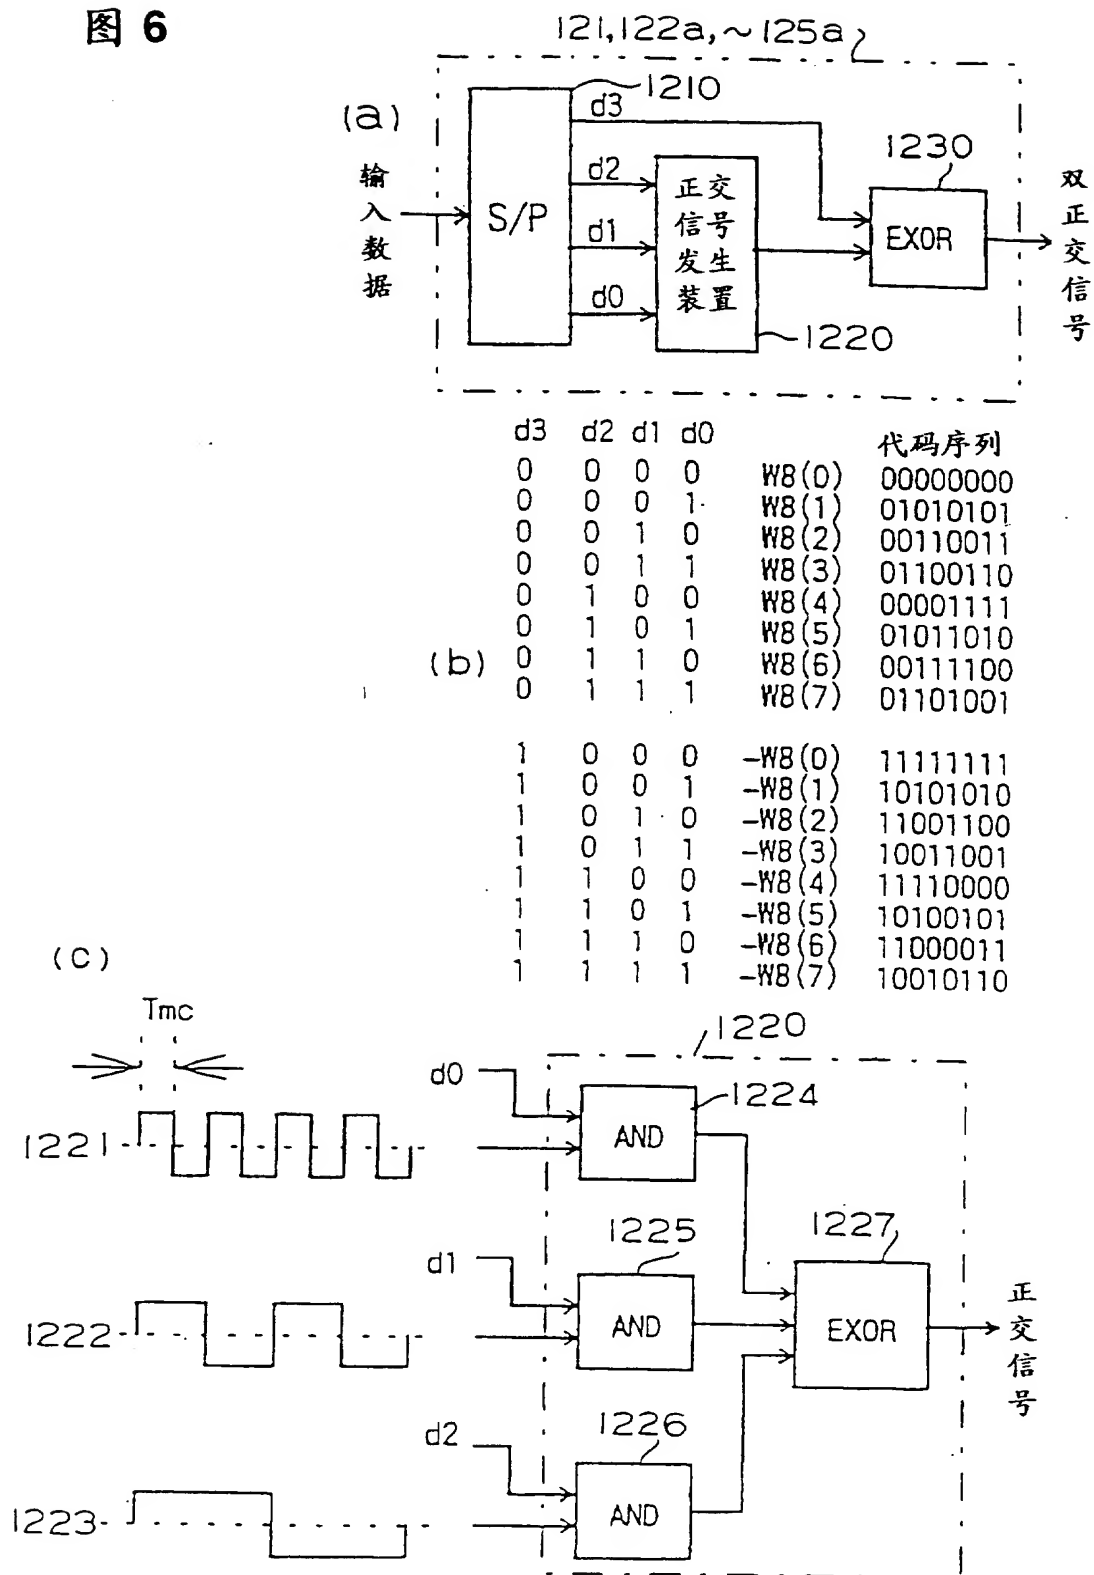 图 6
121,122a,~125a
(a)
1210
d3
1230
输入数据
S/P
d2
d1
d0
正交
信号
发生
装置
EXOR
双正交信号
1220
d3 d2 d1 d0 代码序列
0 0 0 0 W8(0) 00000000
0 0 0 1 W8(1) 01010101
0 0 1 0 W8(2) 00110011
0 0 1 1 W8(3) 01100110
0 1 0 0 W8(4) 00001111
0 1 0 1 W8(5) 01011010
(b)
0 1 1 0 W8(6) 00111100
0 1 1 1 W8(7) 01101001
1 0 0 0 -W8(0) 11111111
1 0 0 1 -W8(1) 10101010
1 0 1 0 -W8(2) 11001100
1 0 1 1 -W8(3) 10011001
1 1 0 0 -W8(4) 11110000
1 1 0 1 -W8(5) 10100101
1 1 1 0 -W8(6) 11000011
1 1 1 1 -W8(7) 10010110
(c)
Tmc
1220
d0
1224
1221
AND
d1
1225
1227
1222
AND
EXOR
正交信号
d2
1226
1223
AND